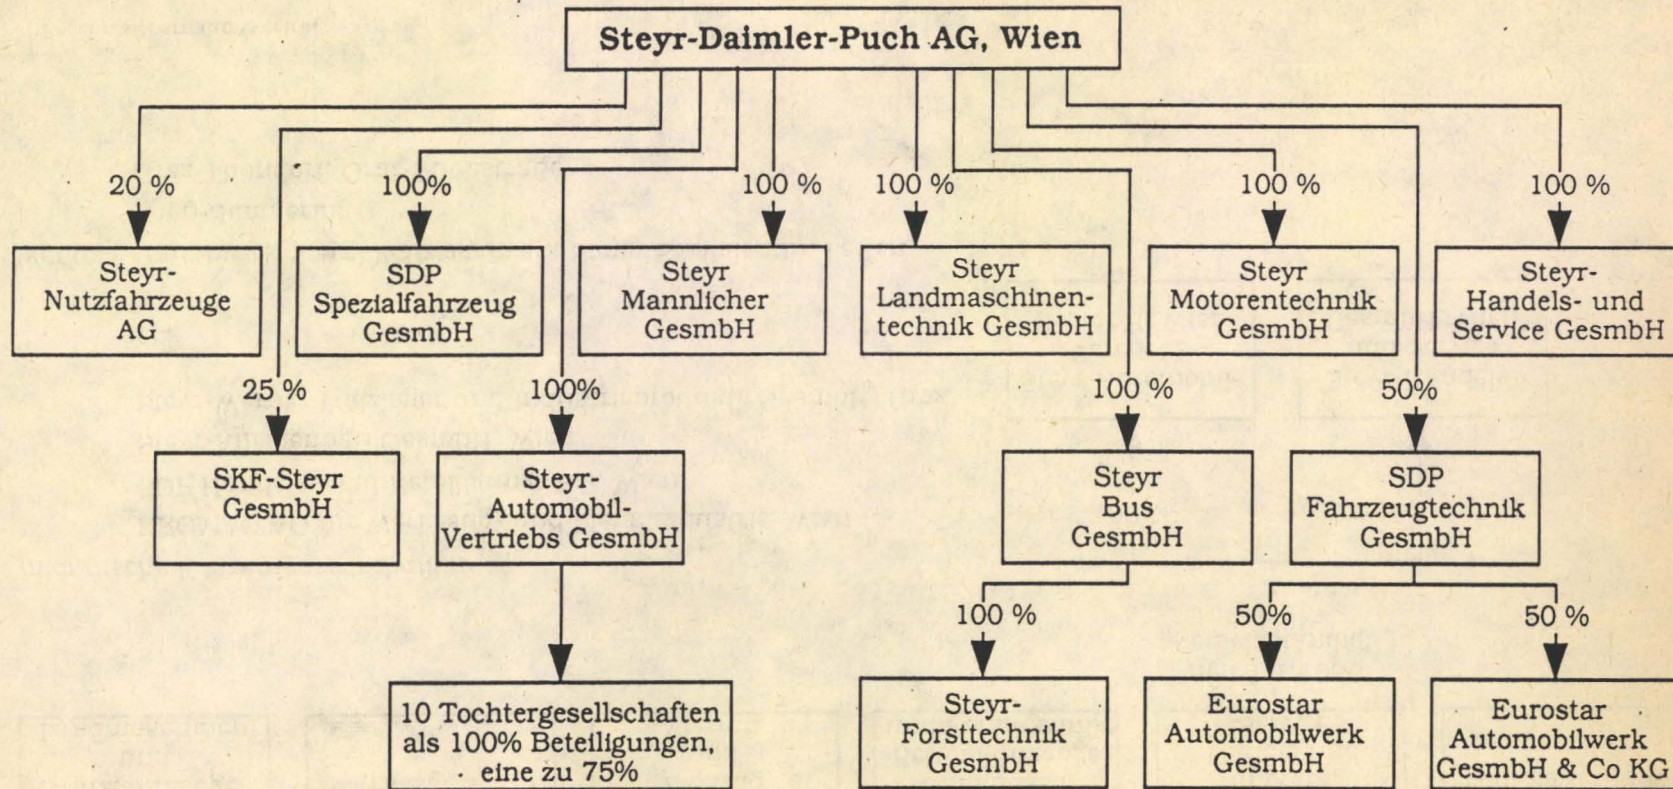 Steyr-Daimler-Puch AG, Wien
20 %
100%
100 %
100%
100 %
100 %
Steyr-
Nutzfahrzeuge
AG
SDP
Spezialfahrzeug
GesmbH
Steyr
Mannlicher
GesmbH
Steyr
Landmaschinen-
technik GesmbH
Steyr
Motorentechnik
GesmbH
Steyr-
Handels- und
Service GesmbH
25 %
100%
100%
50%
SKF-Steyr
GesmbH
Steyr-
Automobil-
Vertriebs GesmbH
Steyr
Bus
GesmbH
SDP
Fahrzeugtechnik
GesmbH
100 %
50%
50 %
10 Tochtergesellschaften
als 100% Beteiligungen,
eine zu 75%
Steyr-
Forsttechnik
GesmbH
Eurostar
Automobilwerk
GesmbH
Eurostar
Automobilwerk
GesmbH & Co KG